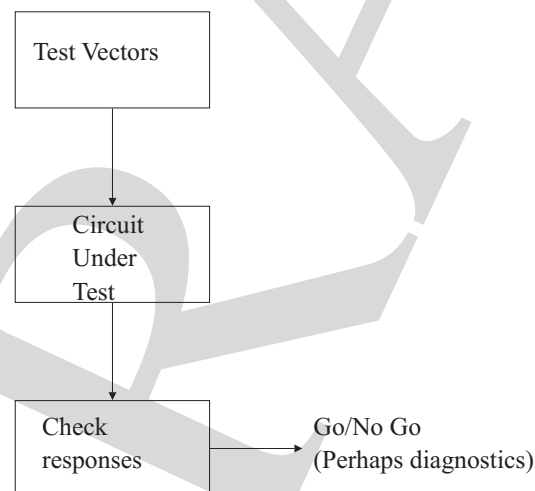 Test Vectors
Circuit
Under
Test
Check
responses
Go/No Go
(Perhaps diagnostics)